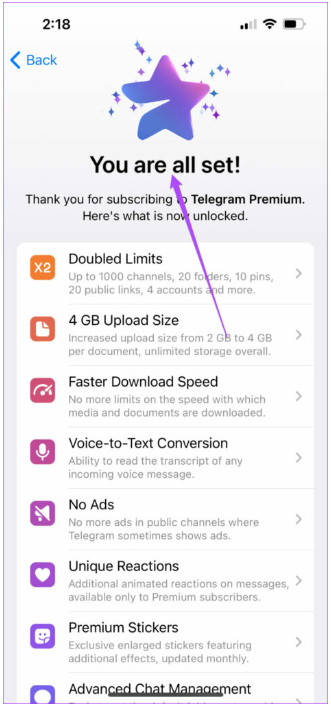 2:18
Back
You are all set!
Thank you for subscribing to Telegram Premium.
Here's what is now unlocked.
X2
Doubled Limits
Up to 1000 channels, 20 folders, 10 pins,
20 public links, 4 accounts and more.
4 GB Upload Size
Increased upload size from 2 GB to 4 GB
per document, unlimited storage overall.
Faster Download Speed
No more limits on the speed with which
media and documents are downloaded.
Voice-to-Text Conversion
Ability to read the transcript of any
incoming voice message.
No Ads
No more ads in public channels where
Telegram sometimes shows ads.
Unique Reactions
Additional animated reactions on messages,
available only to Premium subscribers.
Premium Stickers
Exclusive enlarged stickers featuring
additional effects, updated monthly.
Advanced Chat Management